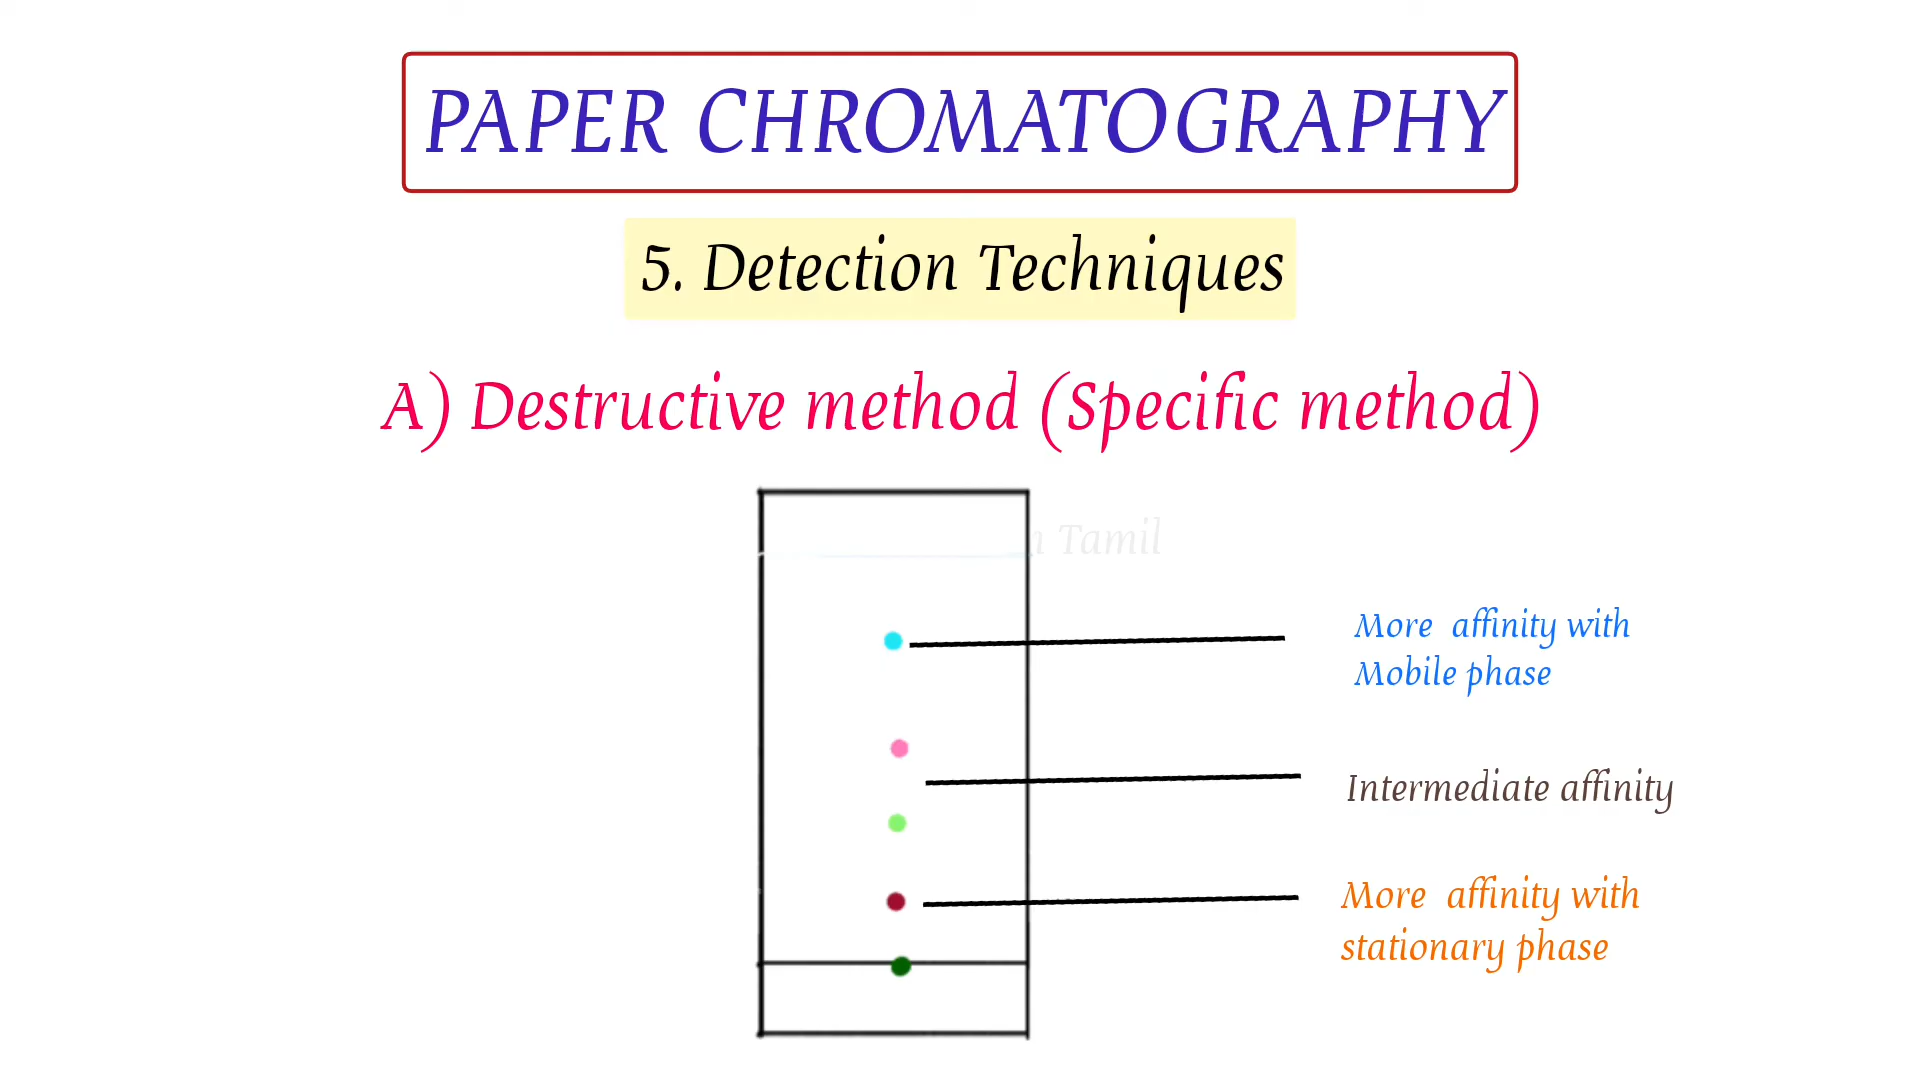 PAPER CHROMATOGRAPHY
5. Detection Techniques
A) Destructive method (Specific method)
Tamil
More affinity with
Mobile phase
Intermediate affinity
More affinity with
stationary phase